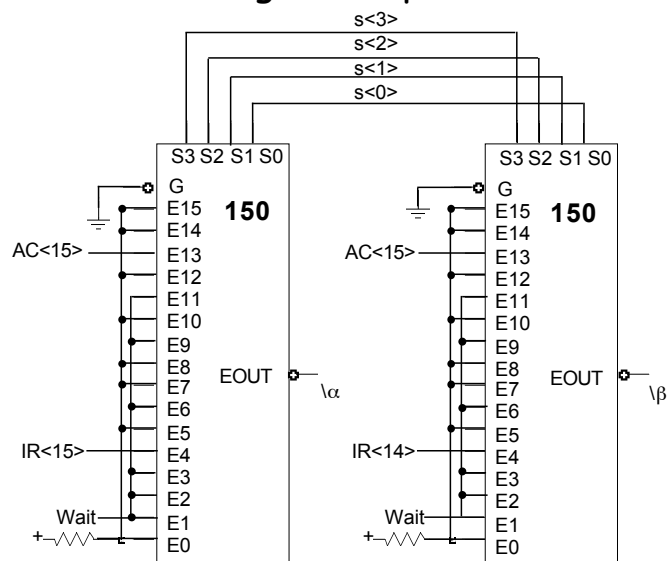 s<3>
s<2>
s<1>
s<0>
S3 S2 S1 S0
G
E15
150
E14
AC<15>
E13
E12
E11
E10
E9
E8
E7
EOUT
\α
E6
E5
IR<15>
E4
E3
E2
Wait
E1
+
E0
S3 S2 S1 S0
G
E15
150
E14
AC<15>
E13
E12
E11
E10
E9
E8
E7
EOUT
\β
E6
E5
IR<14>
E4
E3
E2
Wait
E1
+
E0